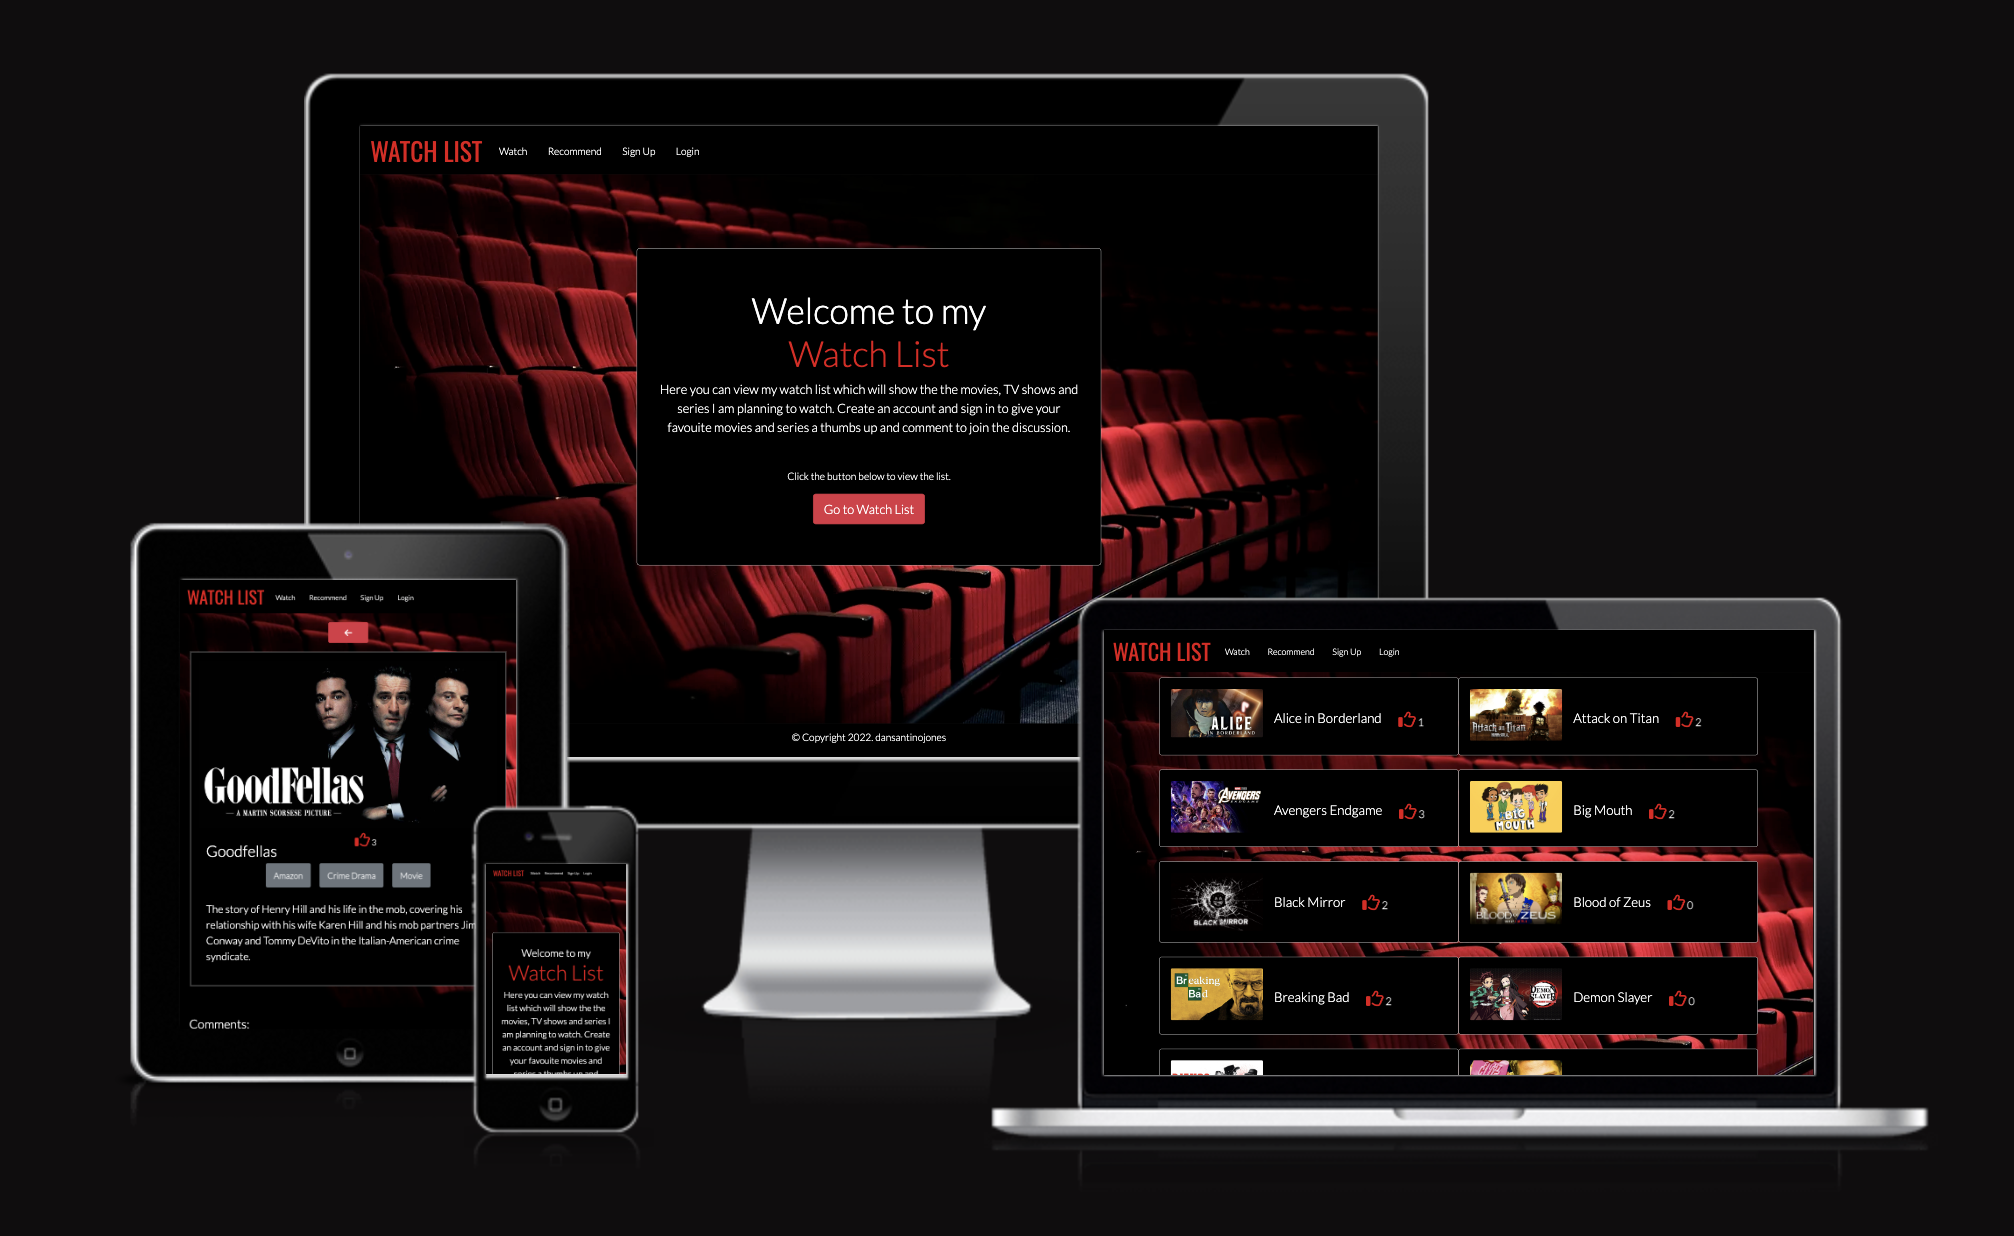 WATCH LIST Watch Recommend Sign Up Login
Welcome to my
Watch List
Here you can view my watch list which will show the the movies, TV shows and
series I am planning to watch. Create an account and sign in to give your
favouite movies and series a thumbs up and comment to join the discussion.
Click the button below to view the list.
Go to Watch List
© Copyright 2022. dansantinojones
WATCH LIST Watch Recommend Sign Up Login
GoodFellas
A MARTIN SCORSESE PICTURE
3
Goodfellas
Amazon Crime Drama Movie
The story of Henry Hill and his life in the mob, covering his
relationship with his wife Karen Hill and his mob partners Jim
Conway and Tommy DeVito in the Italian-American crime
syndicate.
Comments:
WATCH LIST Watch Recommend Sign Up Login
Welcome to my
Watch List
Here you can view my watch
list which will show the the
movies, TV shows and series I
am planning to watch. Create
an account and sign in to give
your favouite movies and
series a thumbs up and
WATCH LIST Watch Recommend Sign Up Login
ALICE
IN BORDERLAND
Alice in Borderland 1
Attack on Titan
Attack on Titan 2
AVENGERS
ENDGAME
Avengers Endgame 3
BIG
MOUTH
Big Mouth 2
BLACK MIRROR
Black Mirror 2
BLOOD OF ZEUS
Blood of Zeus 0
Breaking
Bad
Breaking Bad 2
DEMON
SLAYER
Demon Slayer 0